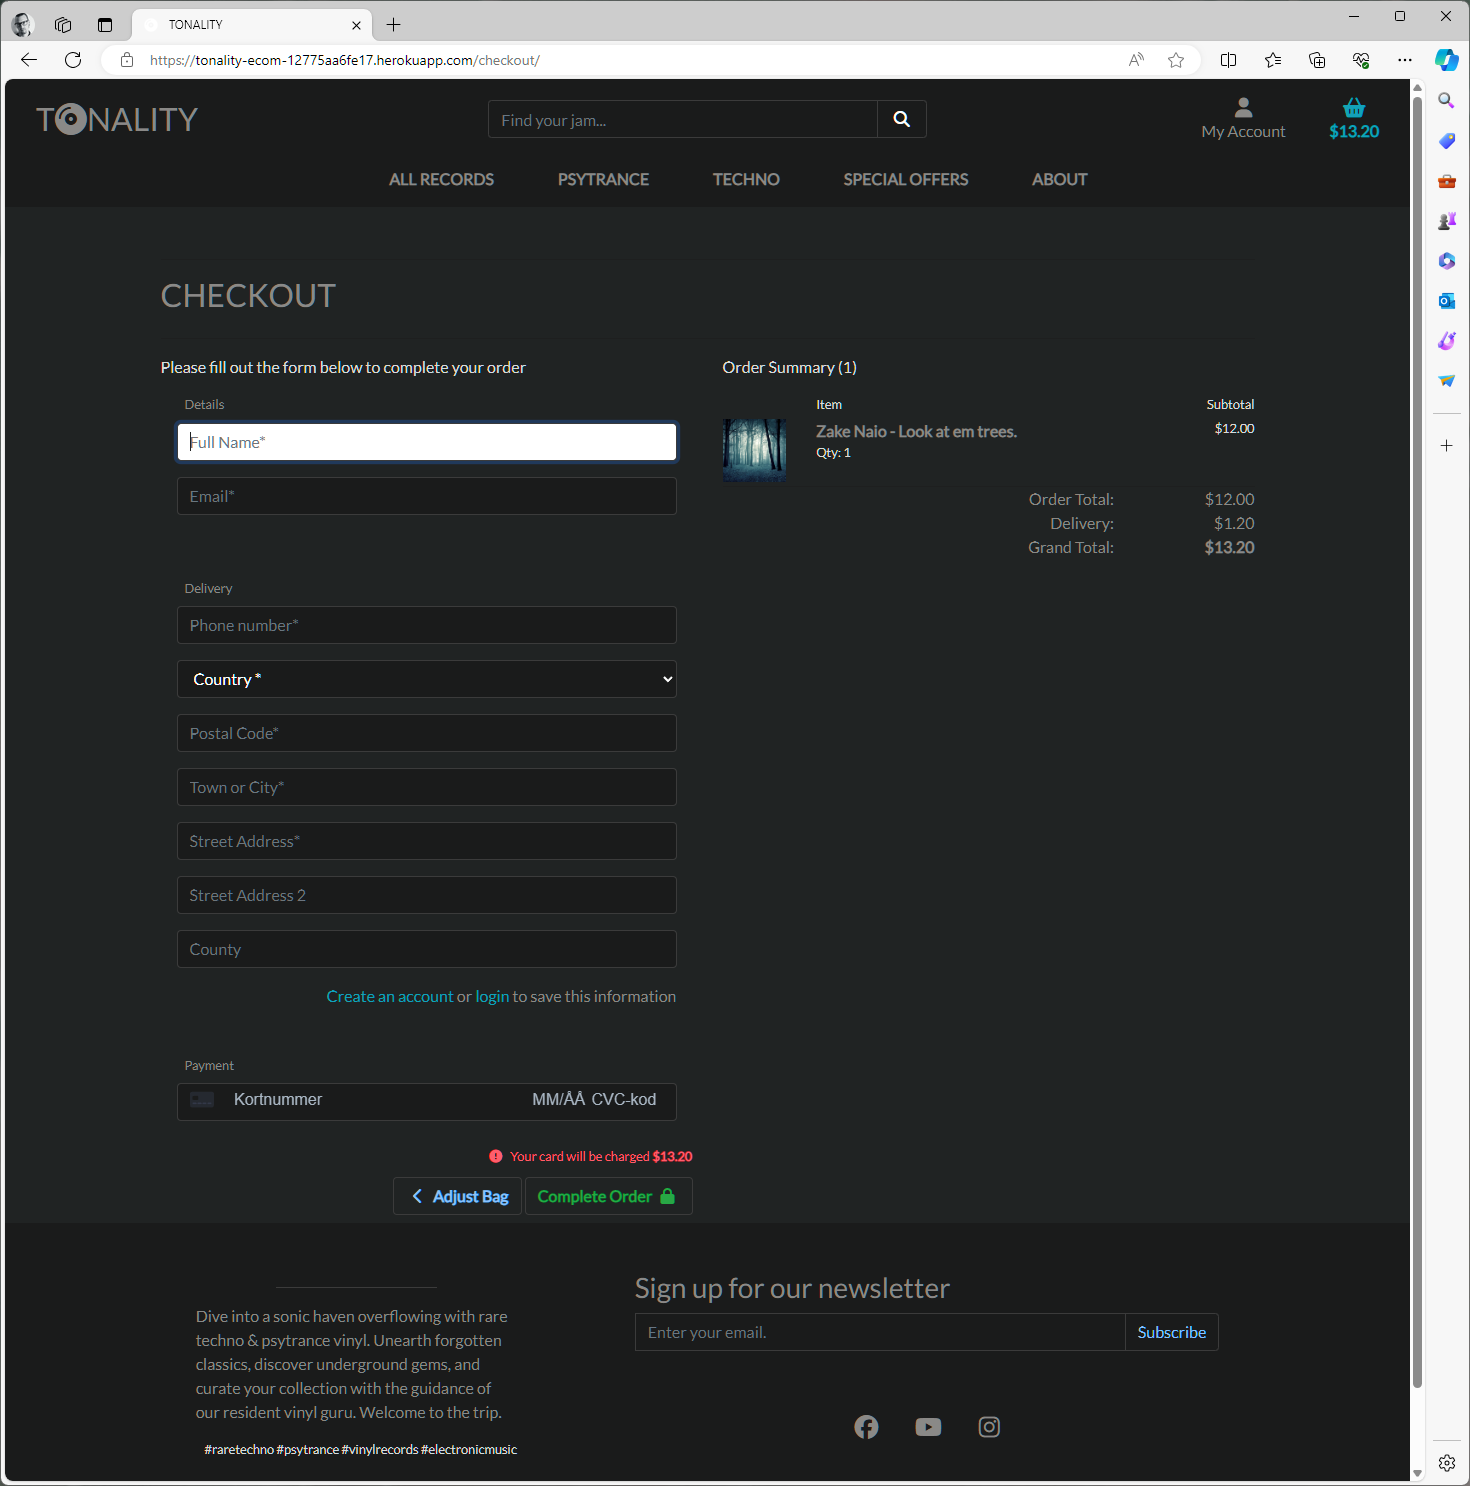 TONALITY
https://tonality-ecom-12775aa6fe17.herokuapp.com/checkout/
TONALITY
Find your jam...
My Account
$13.20
ALL RECORDS
PSYTRANCE
TECHNO
SPECIAL OFFERS
ABOUT
CHECKOUT
Please fill out the form below to complete your order
Details
Full Name*
Email*
Delivery
Phone number*
Country *
Postal Code*
Town or City*
Street Address*
Street Address 2
County
Create an account or login to save this information
Payment
Kortnummer MM/ÅÅ CVC-kod
Your card will be charged $13.20
Adjust Bag
Complete Order
Order Summary (1)
Item Subtotal
Zake Naio - Look at em trees. $12.00
Qty: 1
Order Total: $12.00
Delivery: $1.20
Grand Total: $13.20
Dive into a sonic haven overflowing with rare
techno & psytrance vinyl. Unearth forgotten
classics, discover underground gems, and
curate your collection with the guidance of
our resident vinyl guru. Welcome to the trip.
#raretechno #psytrance #vinylrecords #electronicmusic
Sign up for our newsletter
Enter your email.
Subscribe